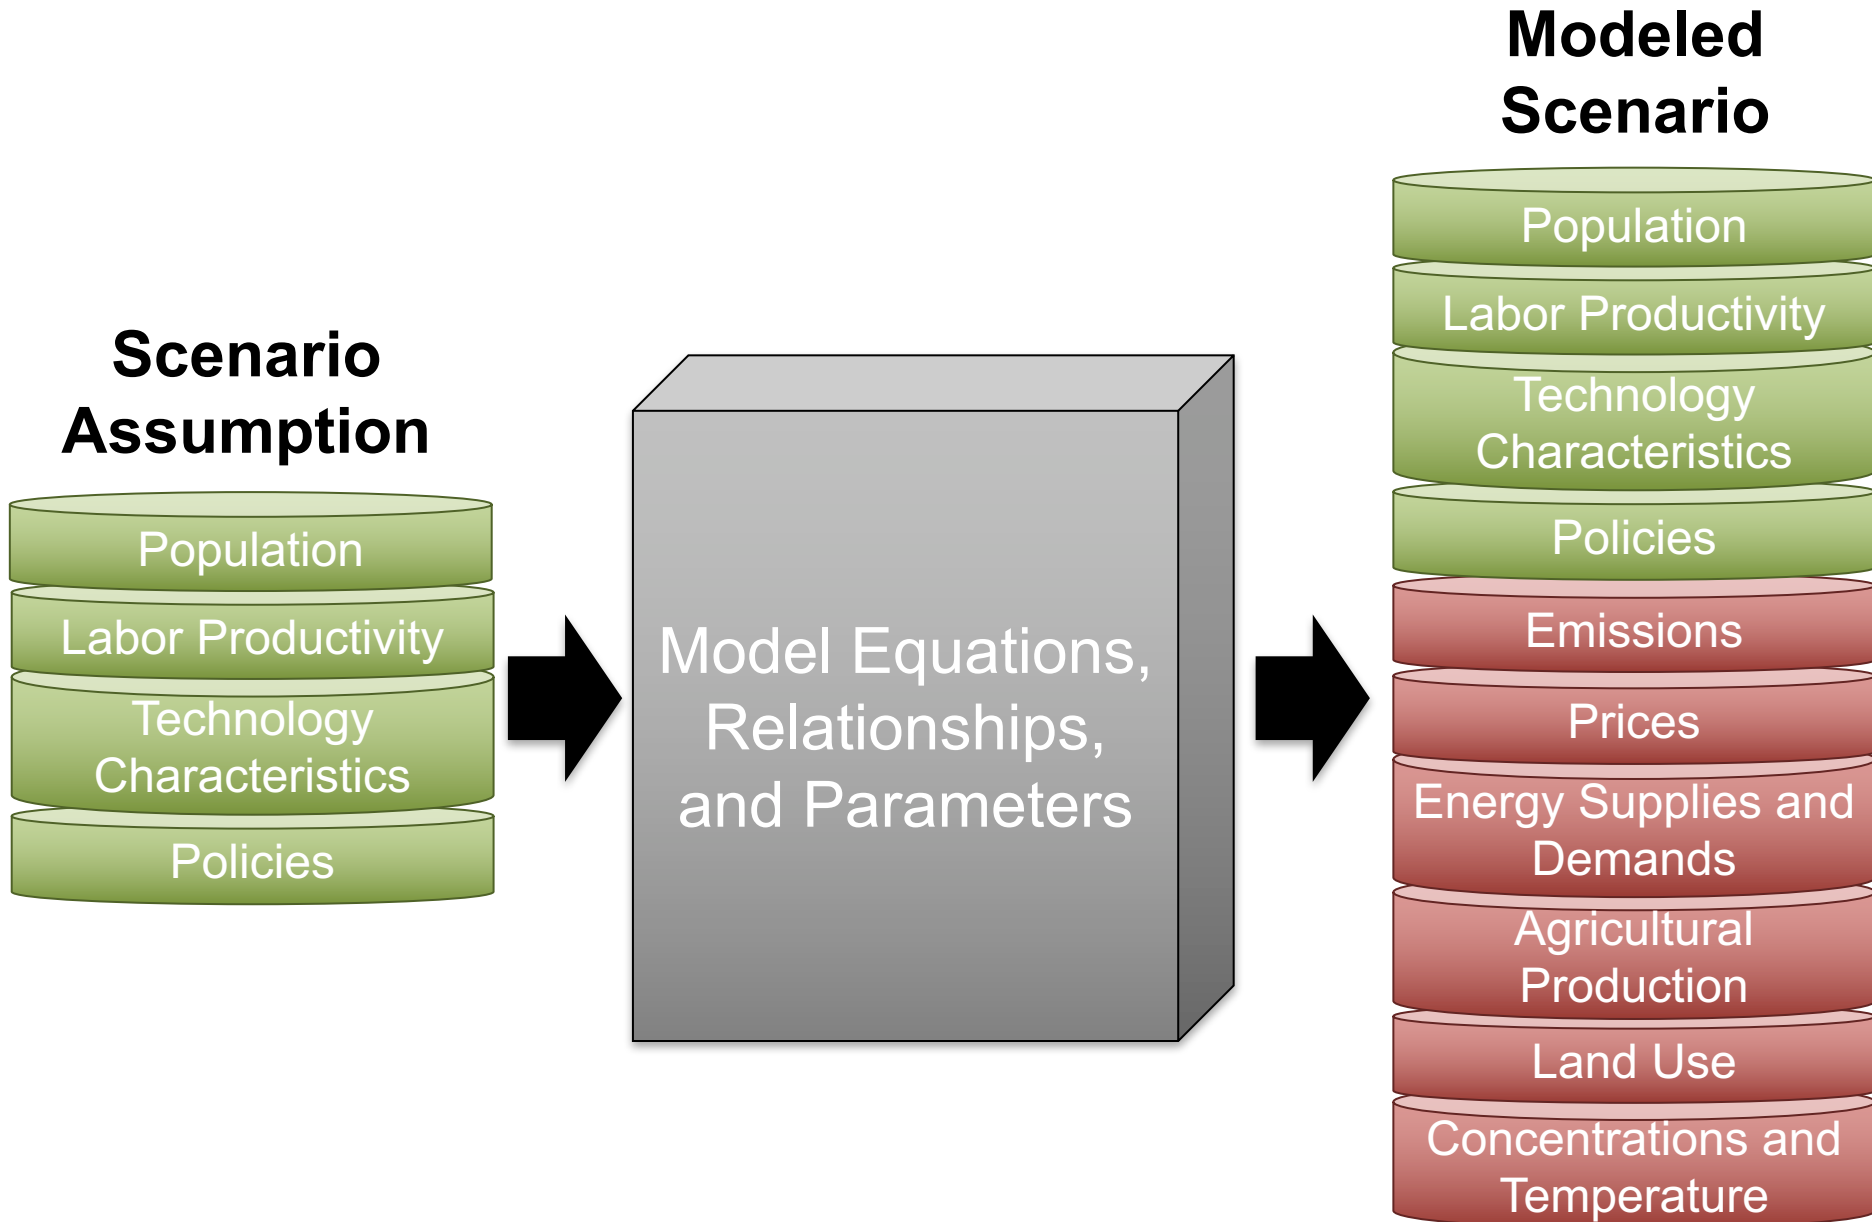 Scenario
Assumption
Population
Labor Productivity
Technology
Characteristics
Policies
Model Equations,
Relationships,
and Parameters
Modeled
Scenario
Population
Labor Productivity
Technology
Characteristics
Policies
Emissions
Prices
Energy Supplies and
Demands
Agricultural
Production
Land Use
Concentrations and
Temperature